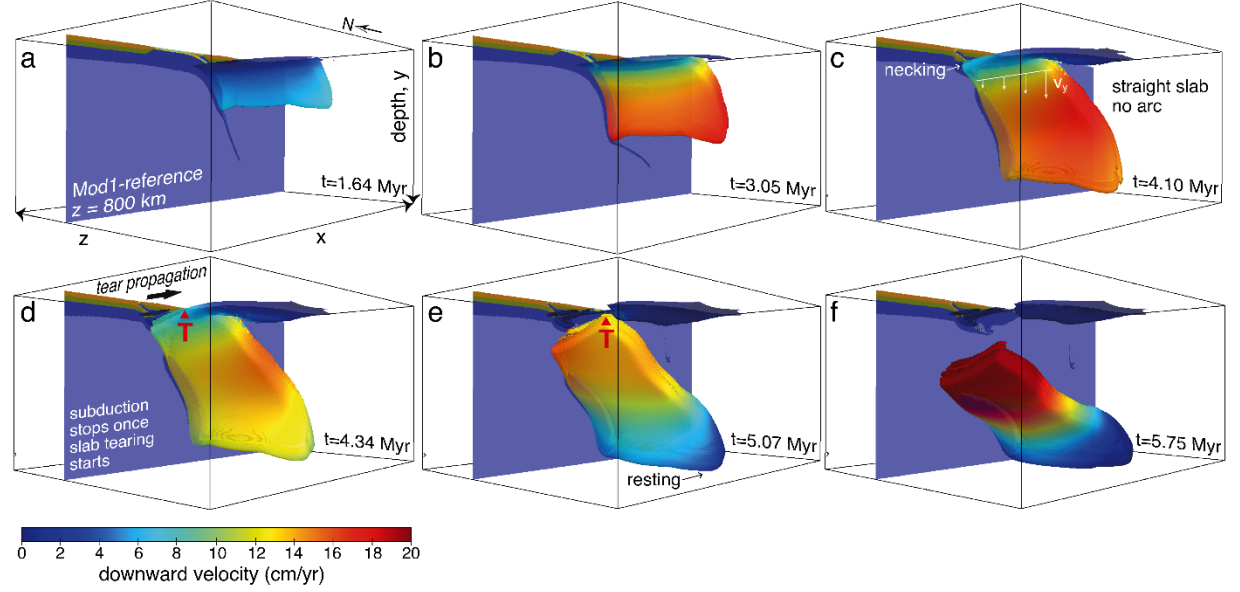 a
N
depth, y
Mod1-reference
z = 800 km
t=1.64 Myr
z
x
b
t=3.05 Myr
c
necking
v_y
straight slab
no arc
t=4.10 Myr
tear propagation
d
T
subduction
stops once
slab tearing
starts
t=4.34 Myr
e
T
t=5.07 Myr
resting
f
t=5.75 Myr
0 2 4 6 8 10 12 14 16 18 20
downward velocity (cm/yr)